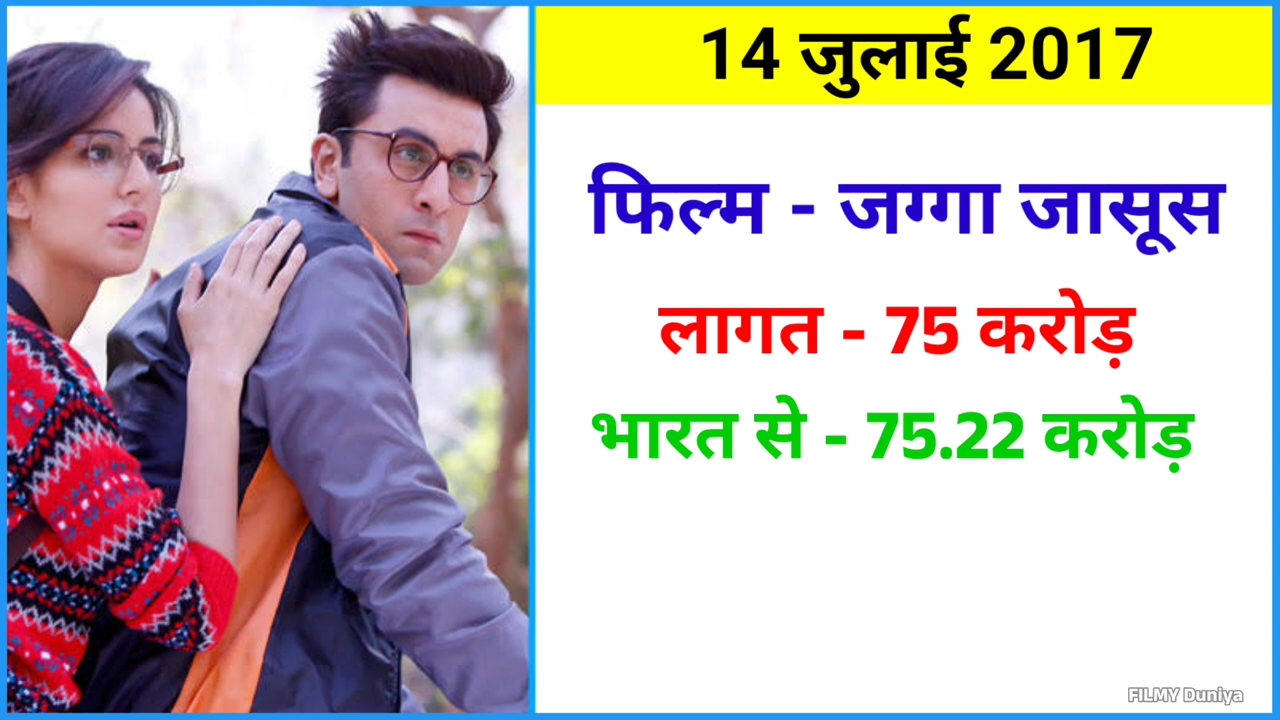 14 जुलाई 2017
फिल्म - जग्गा जासूस
लागत - 75 करोड़
भारत से - 75.22 करोड़
FILMY Duniya